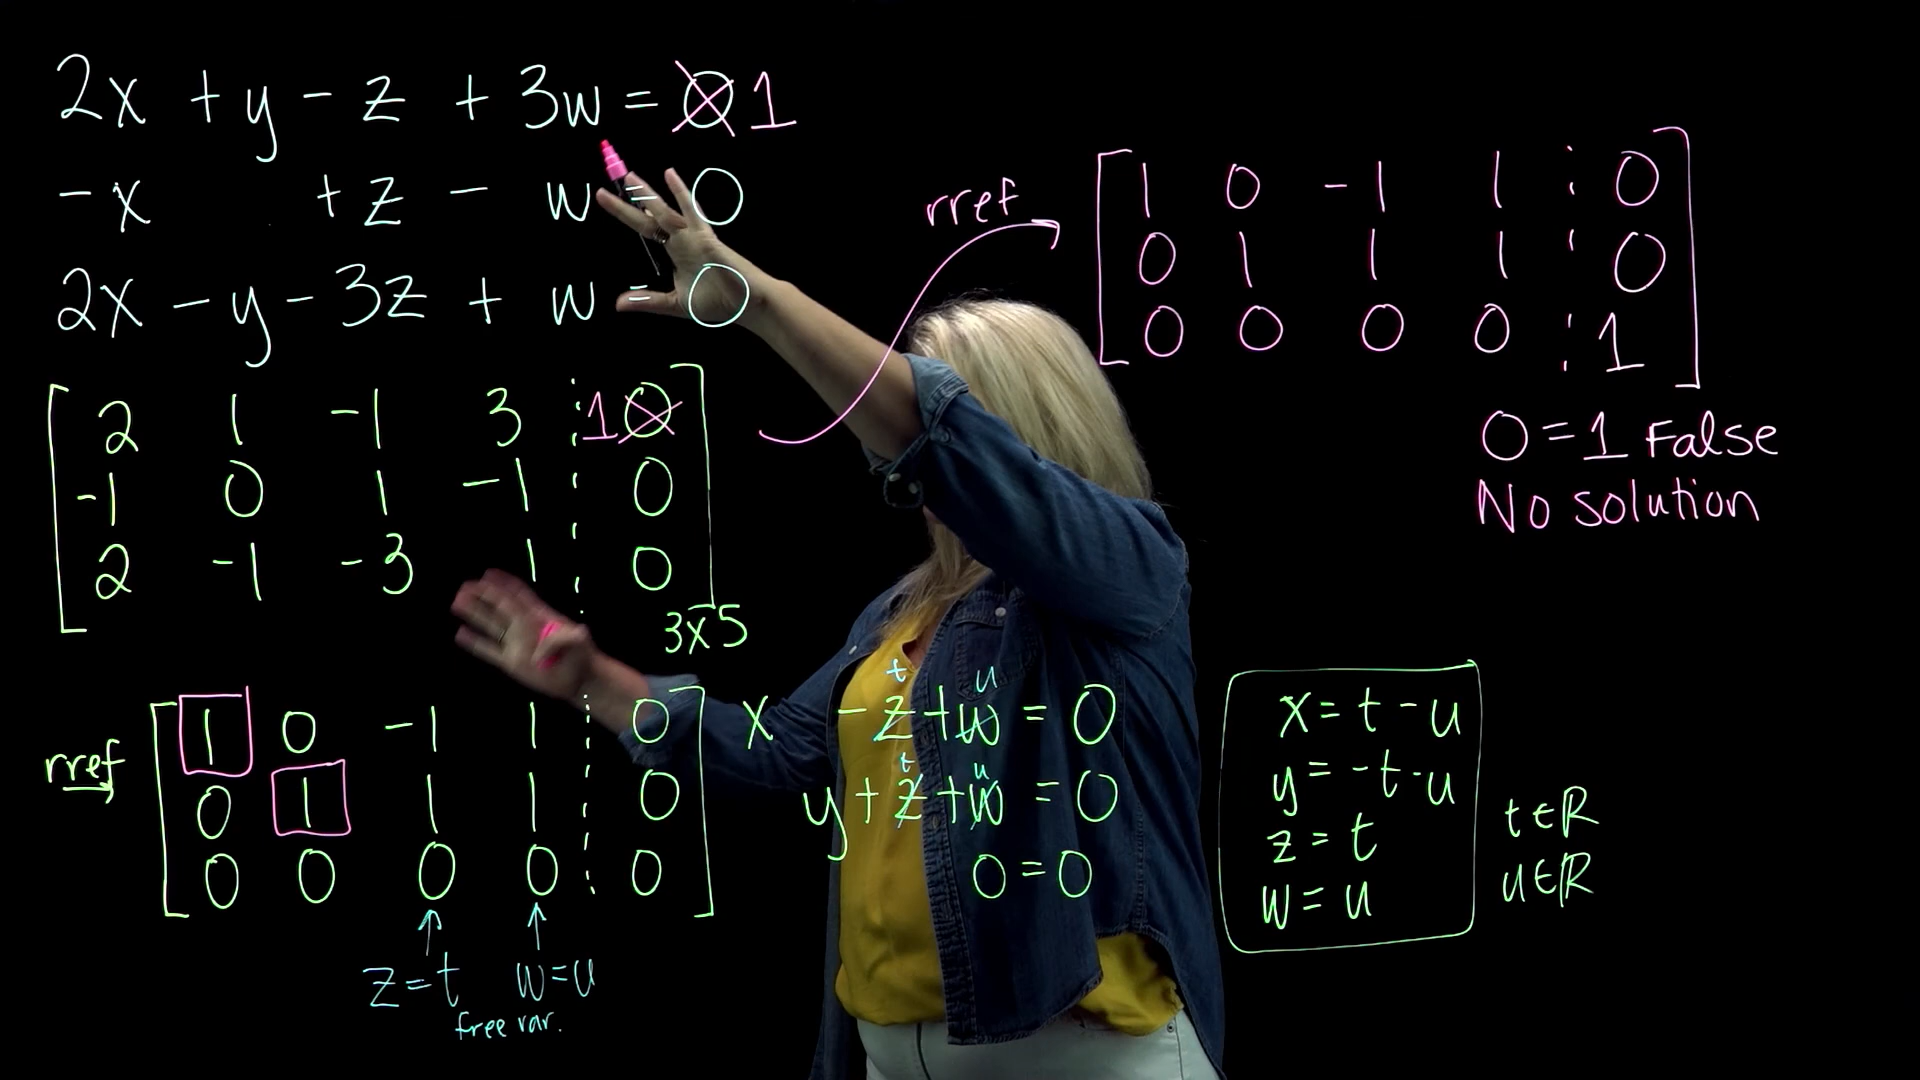 2x + y - z + 3w = 0 1
-x + z - w = 0
2x - y - 3z + w = 0
2 1 -1 3 1 0
-1 0 1 -1 0
2 -1 -3 1 0
3x5
rref
1 0 -1 1 0
0 1 1 1 0
0 0 0 0 0
z=t w=u
free var.
t u
x - z + w = 0
t u
y + z + w = 0
0 = 0
x = t - u
y = -t - u
z = t
w = u
t ∈ ℝ
u ∈ ℝ
rref
1 0 -1 1 0
0 1 1 1 0
0 0 0 0 1
0 = 1 False
No solution